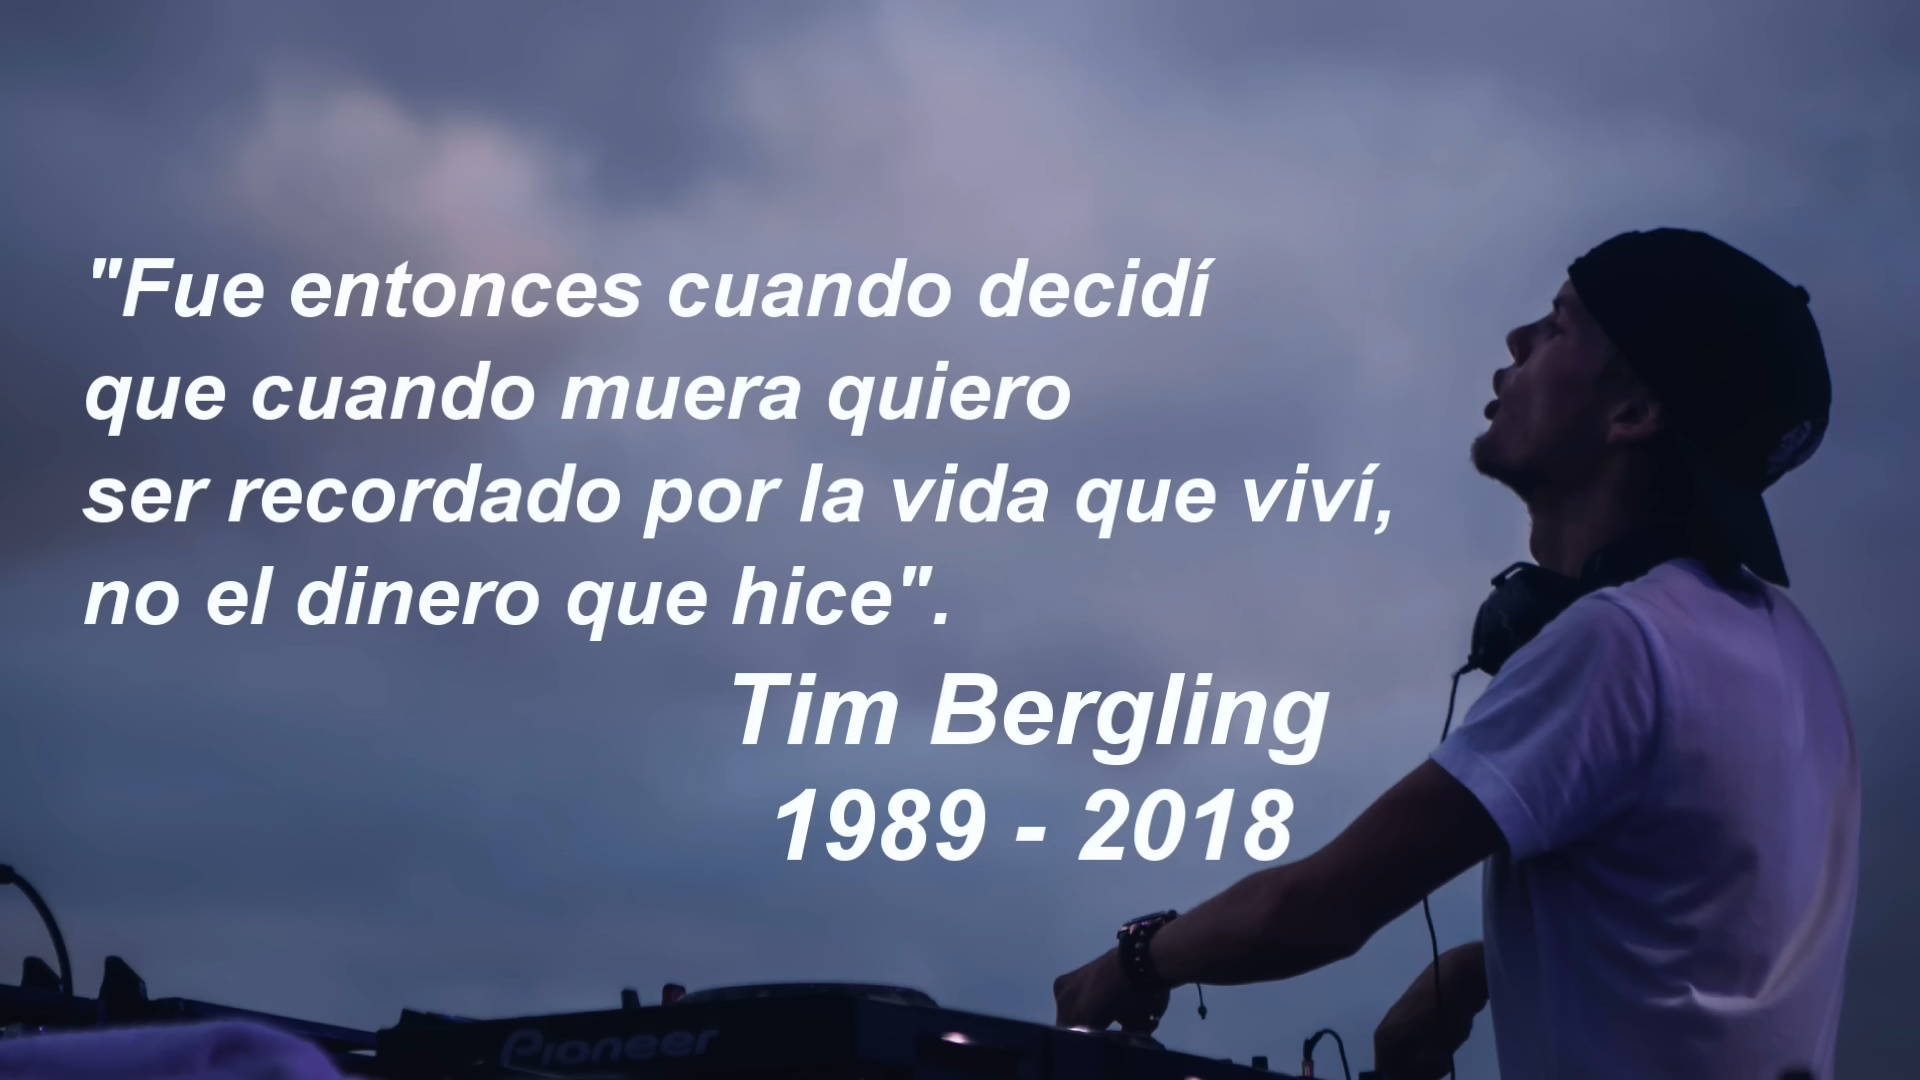 "Fue entonces cuando decidí
que cuando muera quiero
ser recordado por la vida que viví,
no el dinero que hice".
Tim Bergling
1989 - 2018
Pioneer